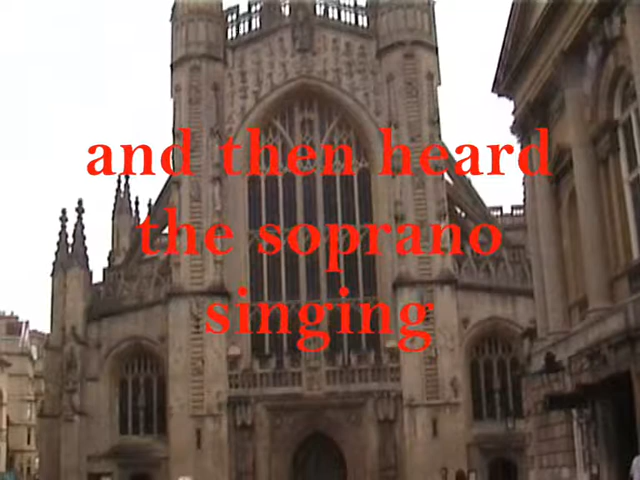 and then heard
the soprano
singing